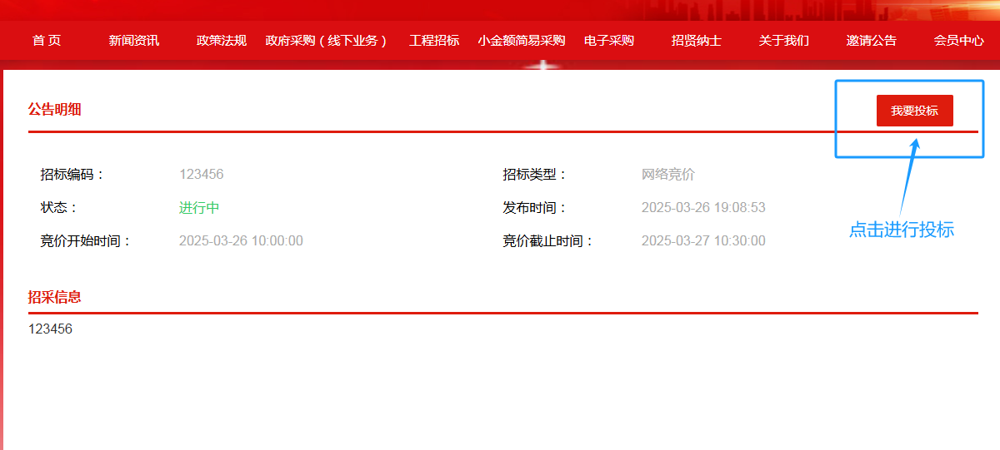 首 页 新闻资讯 政策法规 政府采购（线下业务） 工程招标 小金额简易采购 电子采购 招贤纳士 关于我们 邀请公告 会员中心
公告明细 我要投标
招标编码： 123456 招标类型： 网络竞价
状态： 进行中 发布时间： 2025-03-26 19:08:53
点击进行投标
竞价开始时间： 2025-03-26 10:00:00 竞价截止时间： 2025-03-27 10:30:00
招采信息
123456